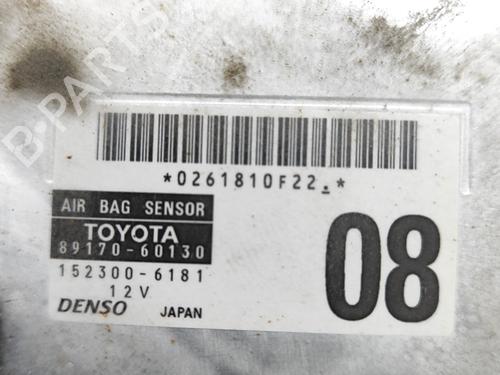 *0261810F22.*
AIR BAG SENSOR
TOYOTA
89170-60130
152300-6181
12V
DENSO JAPAN
08
B-PARTS